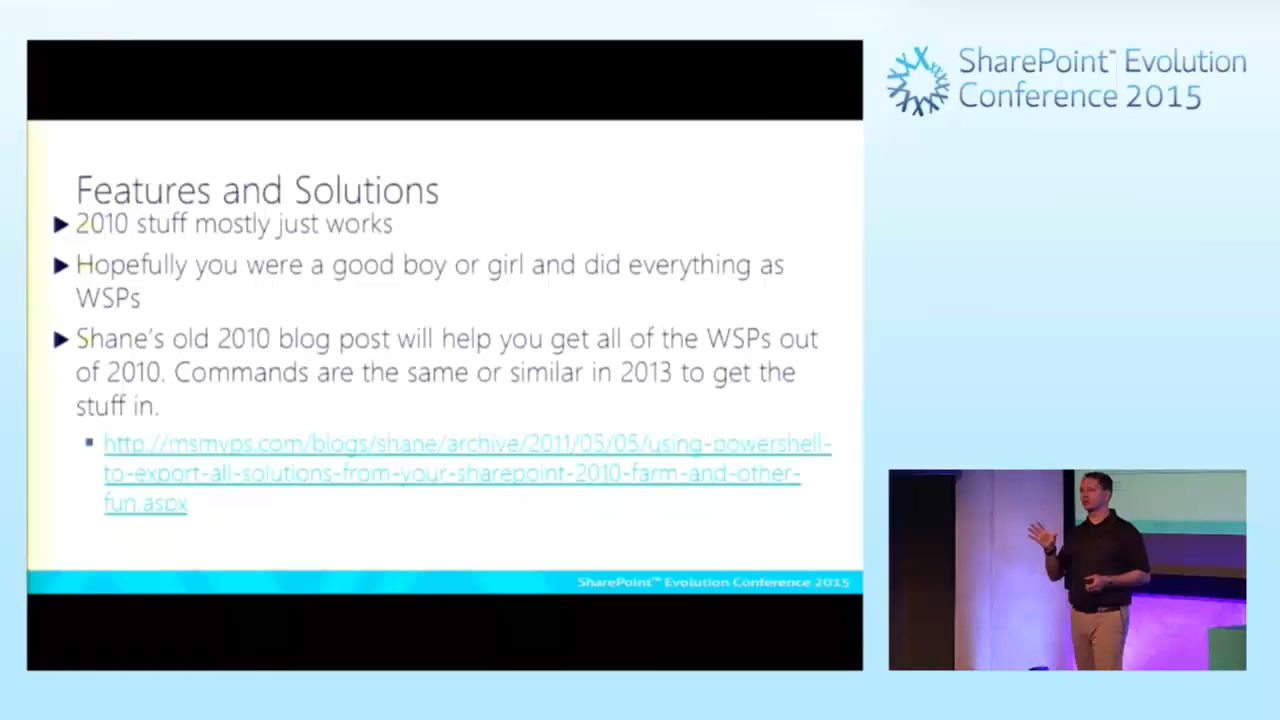 SharePoint™ Evolution
Conference 2015
Features and Solutions
2010 stuff mostly just works
Hopefully you were a good boy or girl and did everything as
WSPs
Shane's old 2010 blog post will help you get all of the WSPs out
of 2010. Commands are the same or similar in 2013 to get the
stuff in.
http://msmvps.com/blogs/shane/archive/2011/05/05/using-powershell-
to-export-all-solutions-from-your-sharepoint-2010-farm-and-other-
fun.aspx
SharePoint™ Evolution Conference 2015